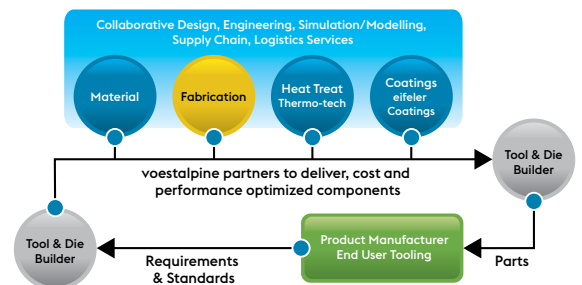 Collaborative Design, Engineering, Simulation/Modelling,
Supply Chain, Logistics Services
Material
Fabrication
Heat Treat
Thermo-tech
Coatings
eifeler
Coatings
voestalpine partners to deliver, cost and
performance optimized components
Tool & Die
Builder
Tool & Die
Builder
Requirements
& Standards
Product Manufacturer
End User Tooling
Parts